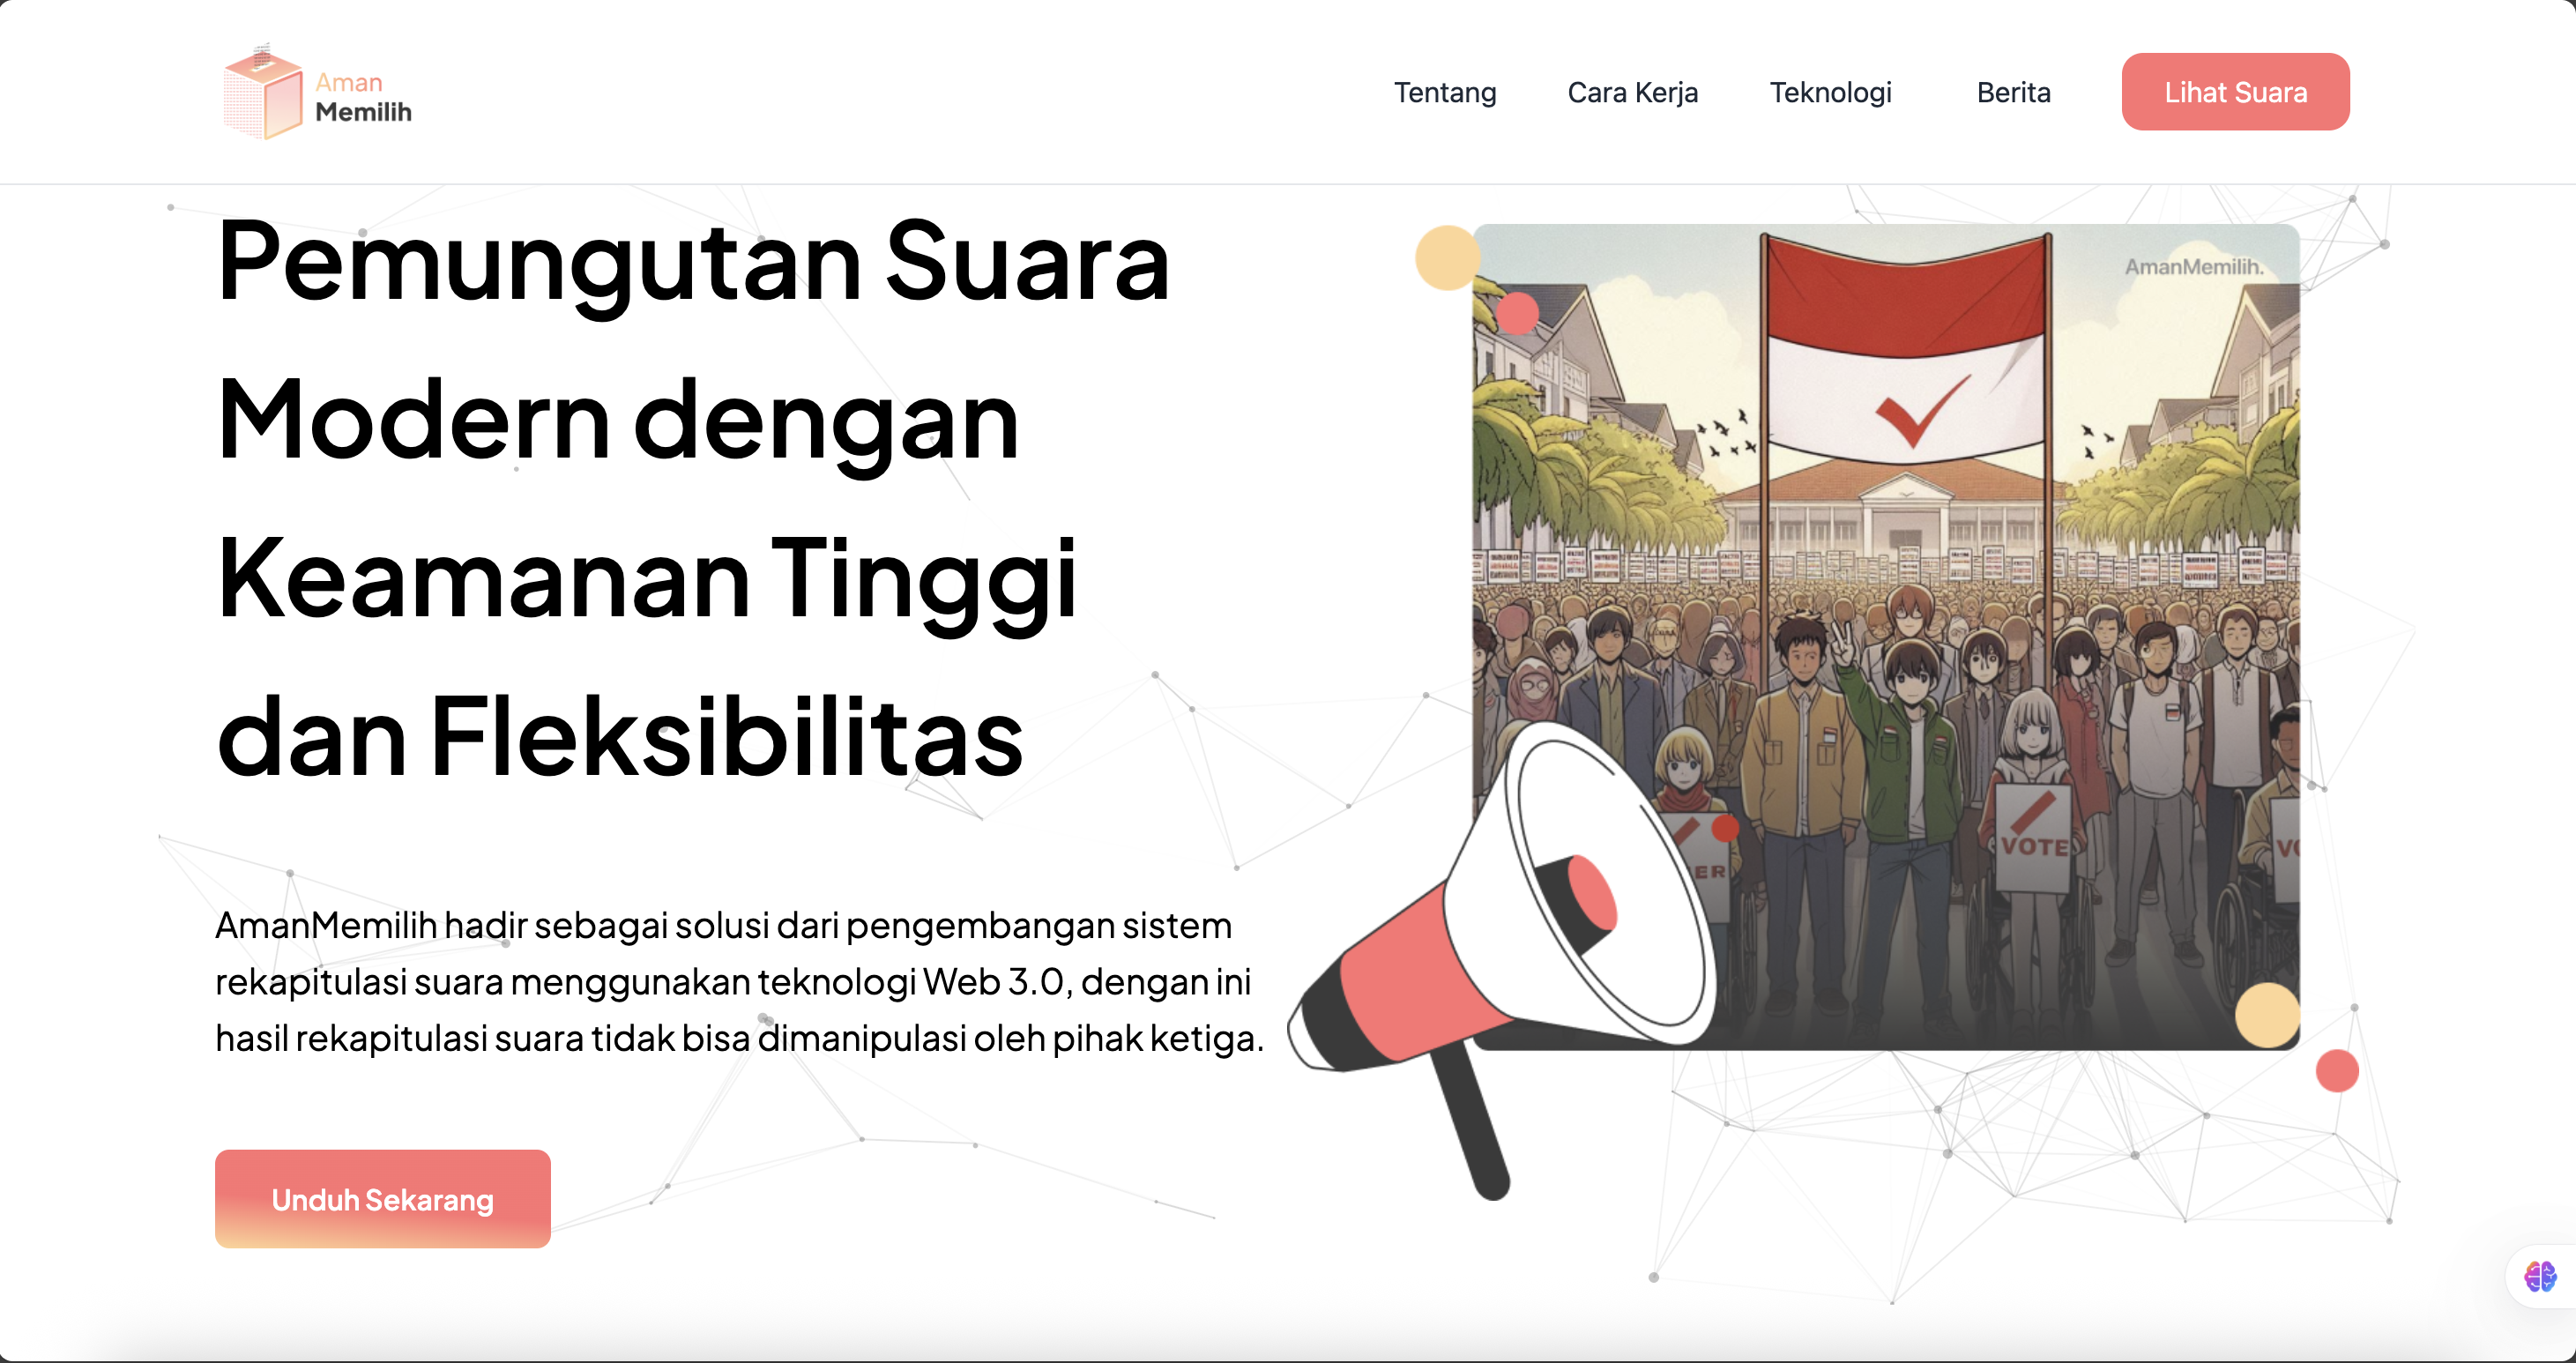 Aman
Memilih
Tentang
Cara Kerja
Teknologi
Berita
Lihat Suara
Pemungutan Suara
Modern dengan
Keamanan Tinggi
dan Fleksibilitas
AmanMemilih hadir sebagai solusi dari pengembangan sistem
rekapitulasi suara menggunakan teknologi Web 3.0, dengan ini
hasil rekapitulasi suara tidak bisa dimanipulasi oleh pihak ketiga.
Unduh Sekarang
AmanMemilih.
ER
VOTE